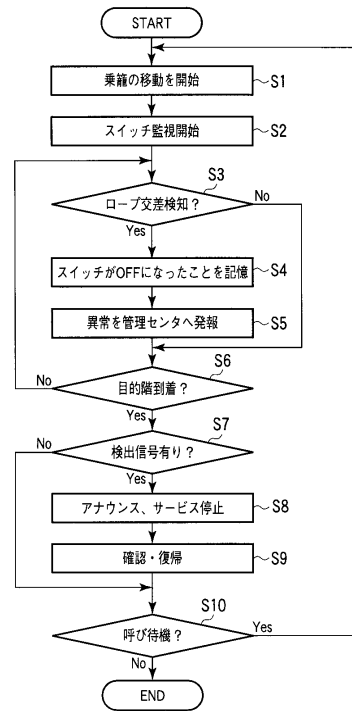 START
乗籠の移動を開始
S1
スイッチ監視開始
S2
S3
ロープ交差検知？
No
Yes
スイッチがOFFになったことを記憶
S4
異常を管理センタへ発報
S5
S6
No
目的階到着？
Yes
S7
No
検出信号有り？
Yes
アナウンス、サービス停止
S8
確認・復帰
S9
S10
呼び待機？
Yes
No
END